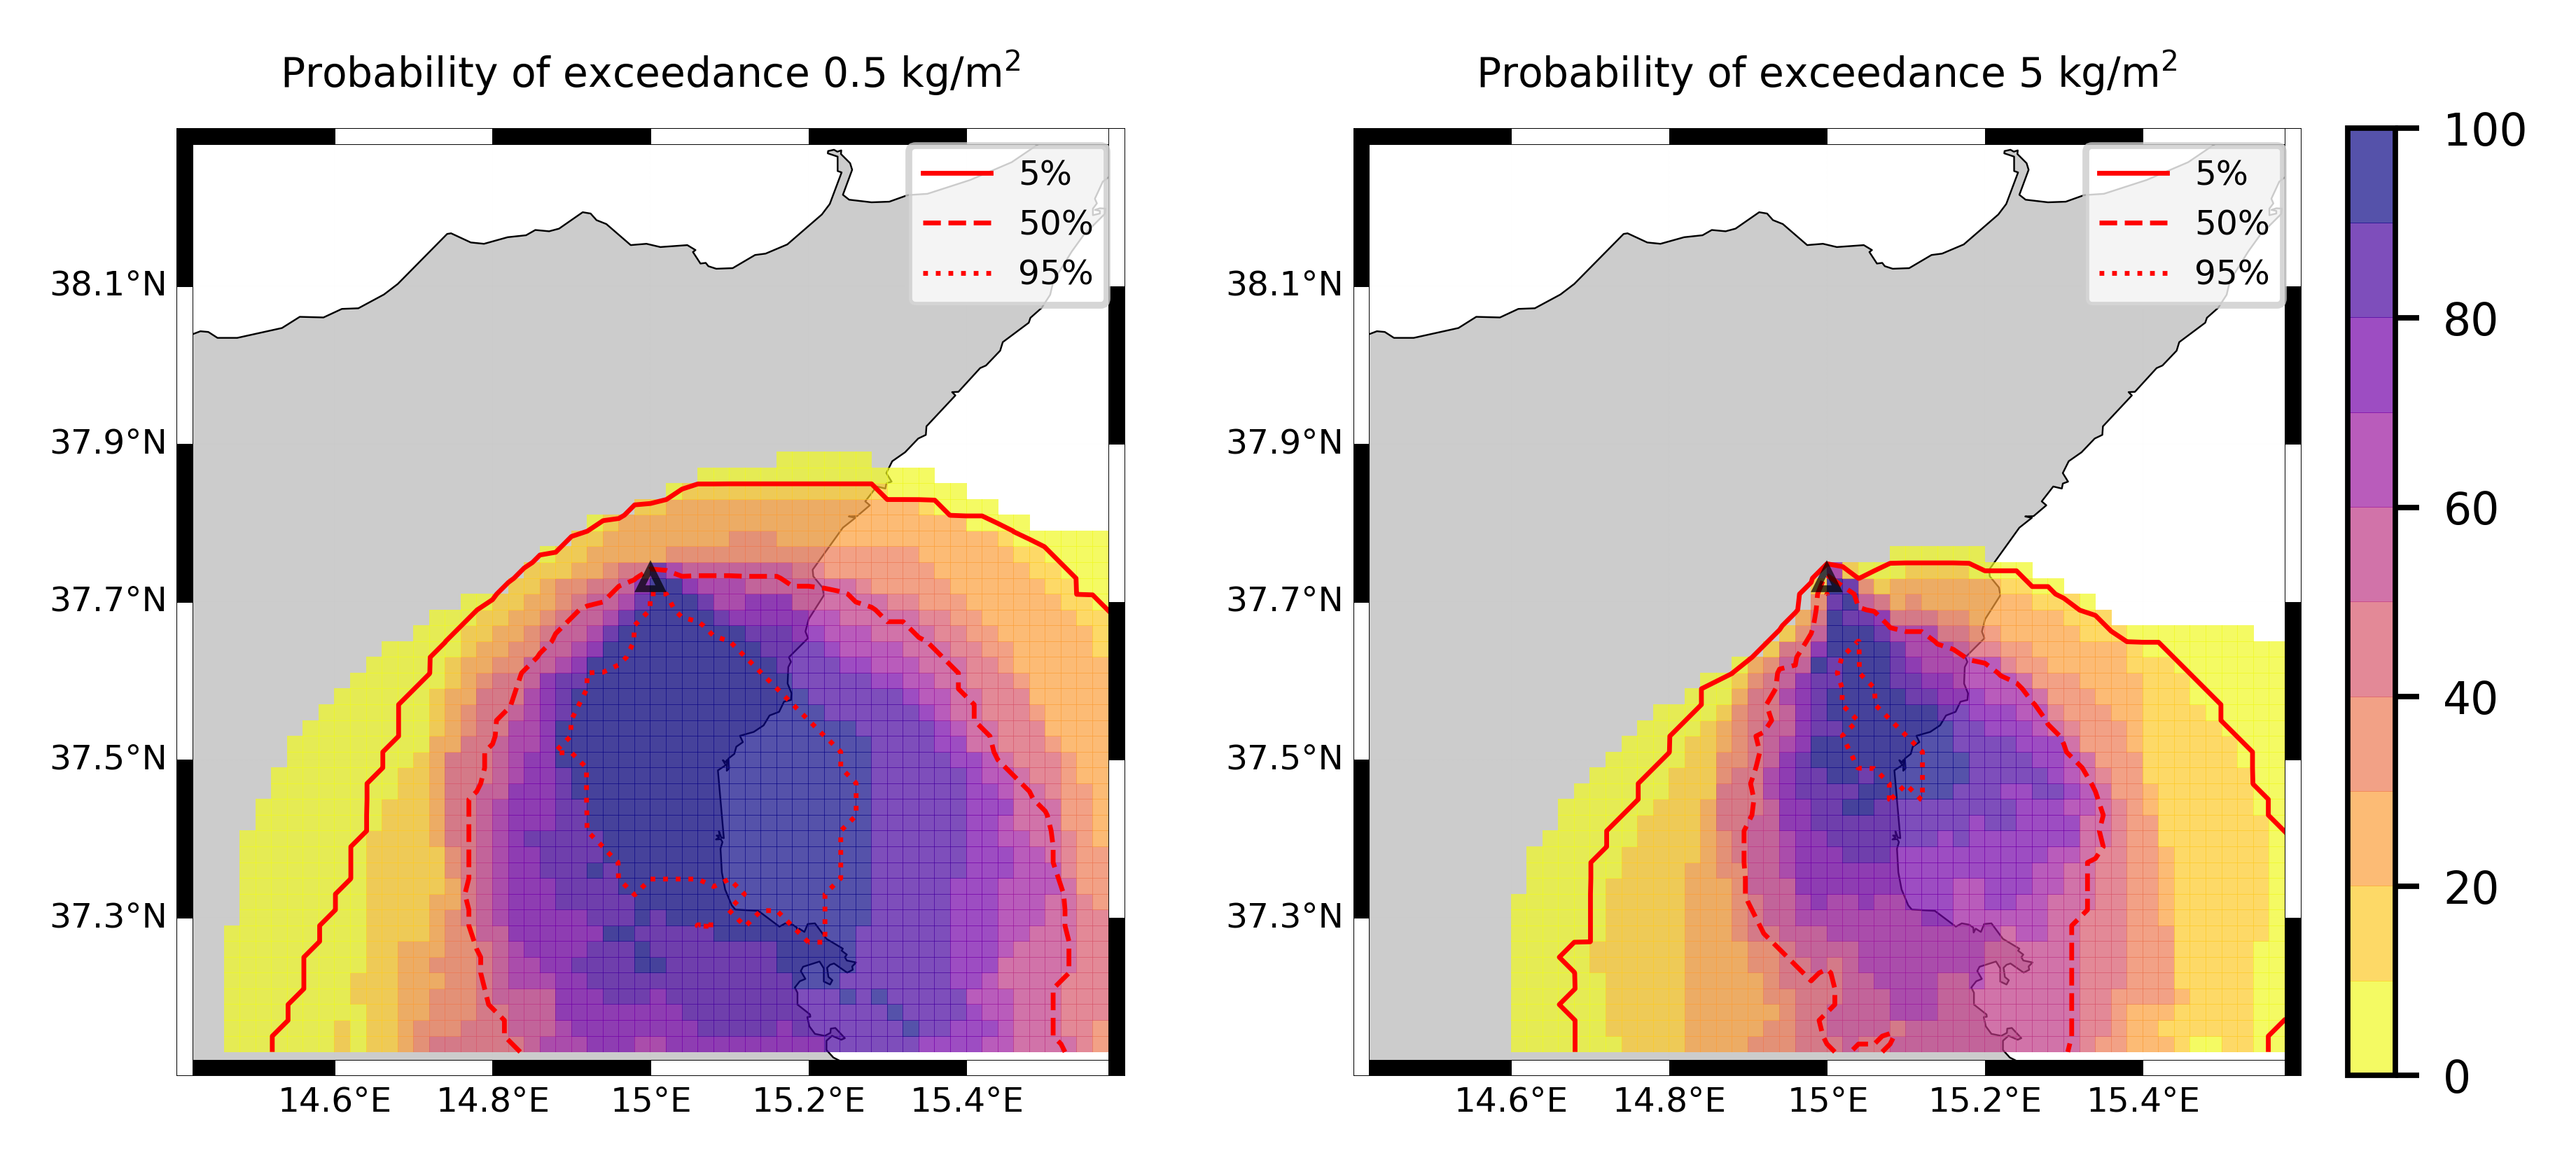 Probability of exceedance 0.5 kg/m²
5%
50%
95%
38.1°N
37.9°N
37.7°N
37.5°N
37.3°N
14.6°E
14.8°E
15°E
15.2°E
15.4°E
Probability of exceedance 5 kg/m²
5%
50%
95%
38.1°N
37.9°N
37.7°N
37.5°N
37.3°N
14.6°E
14.8°E
15°E
15.2°E
15.4°E
100
80
60
40
20
0